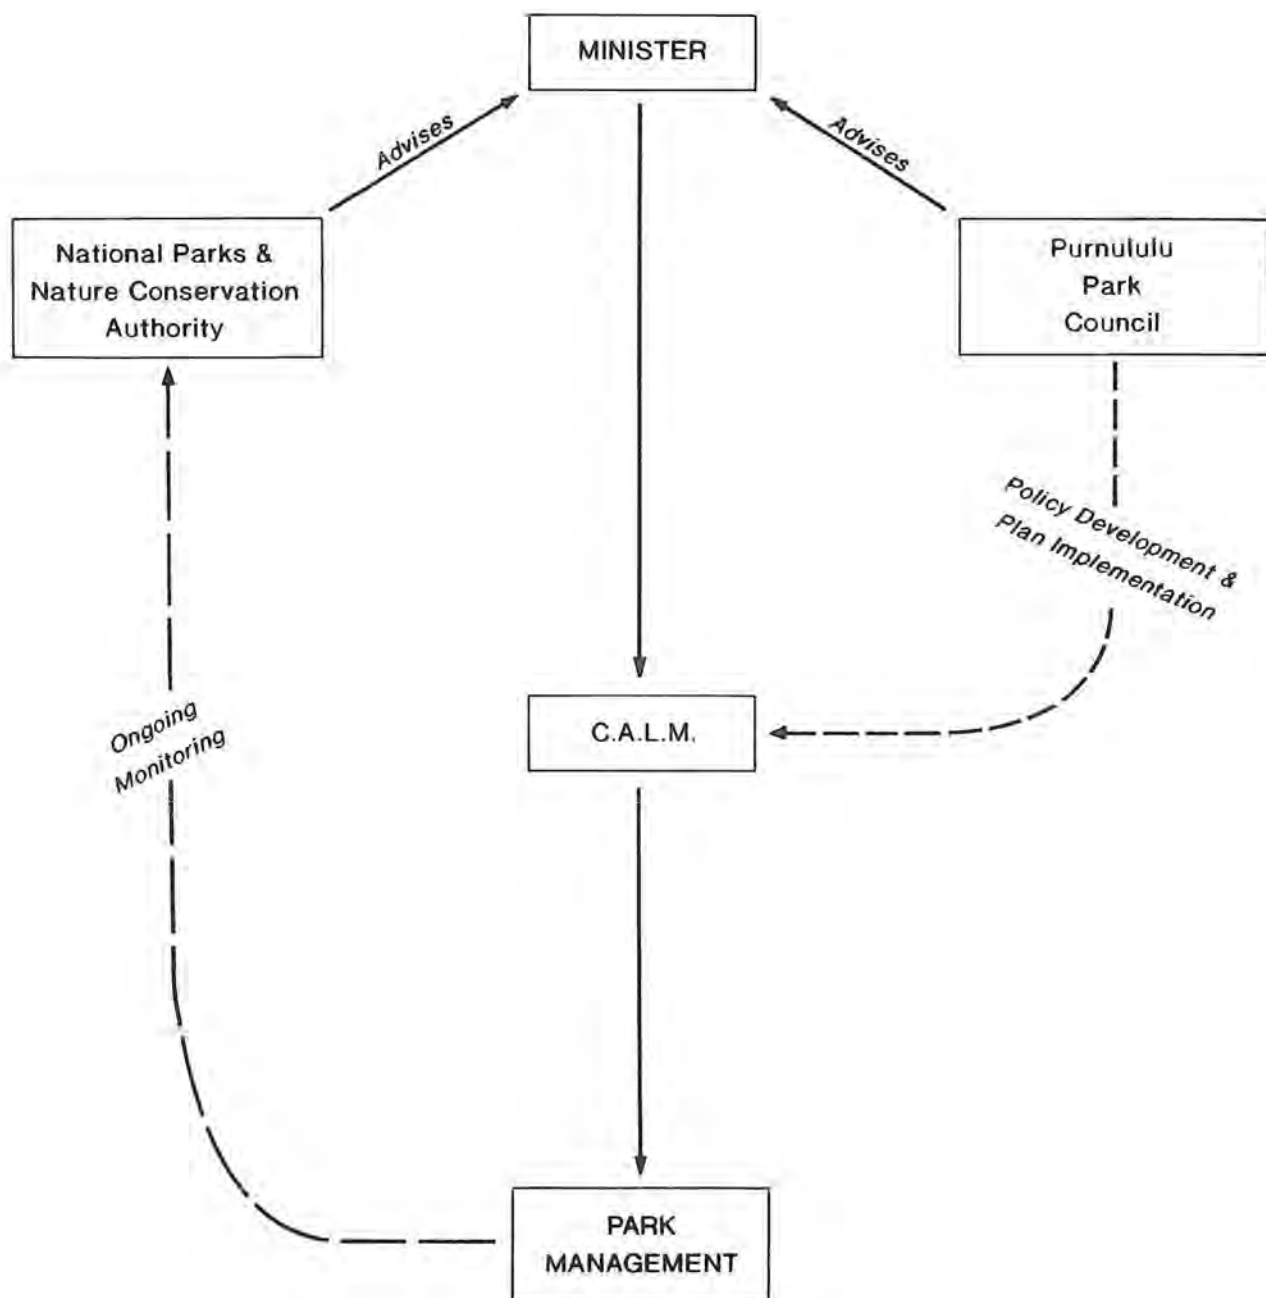 MINISTER
Advises
Advises
National Parks &
Nature Conservation
Authority
Purnululu
Park
Council
Policy Development &
Plan Implementation
Ongoing
Monitoring
C.A.L.M.
PARK
MANAGEMENT